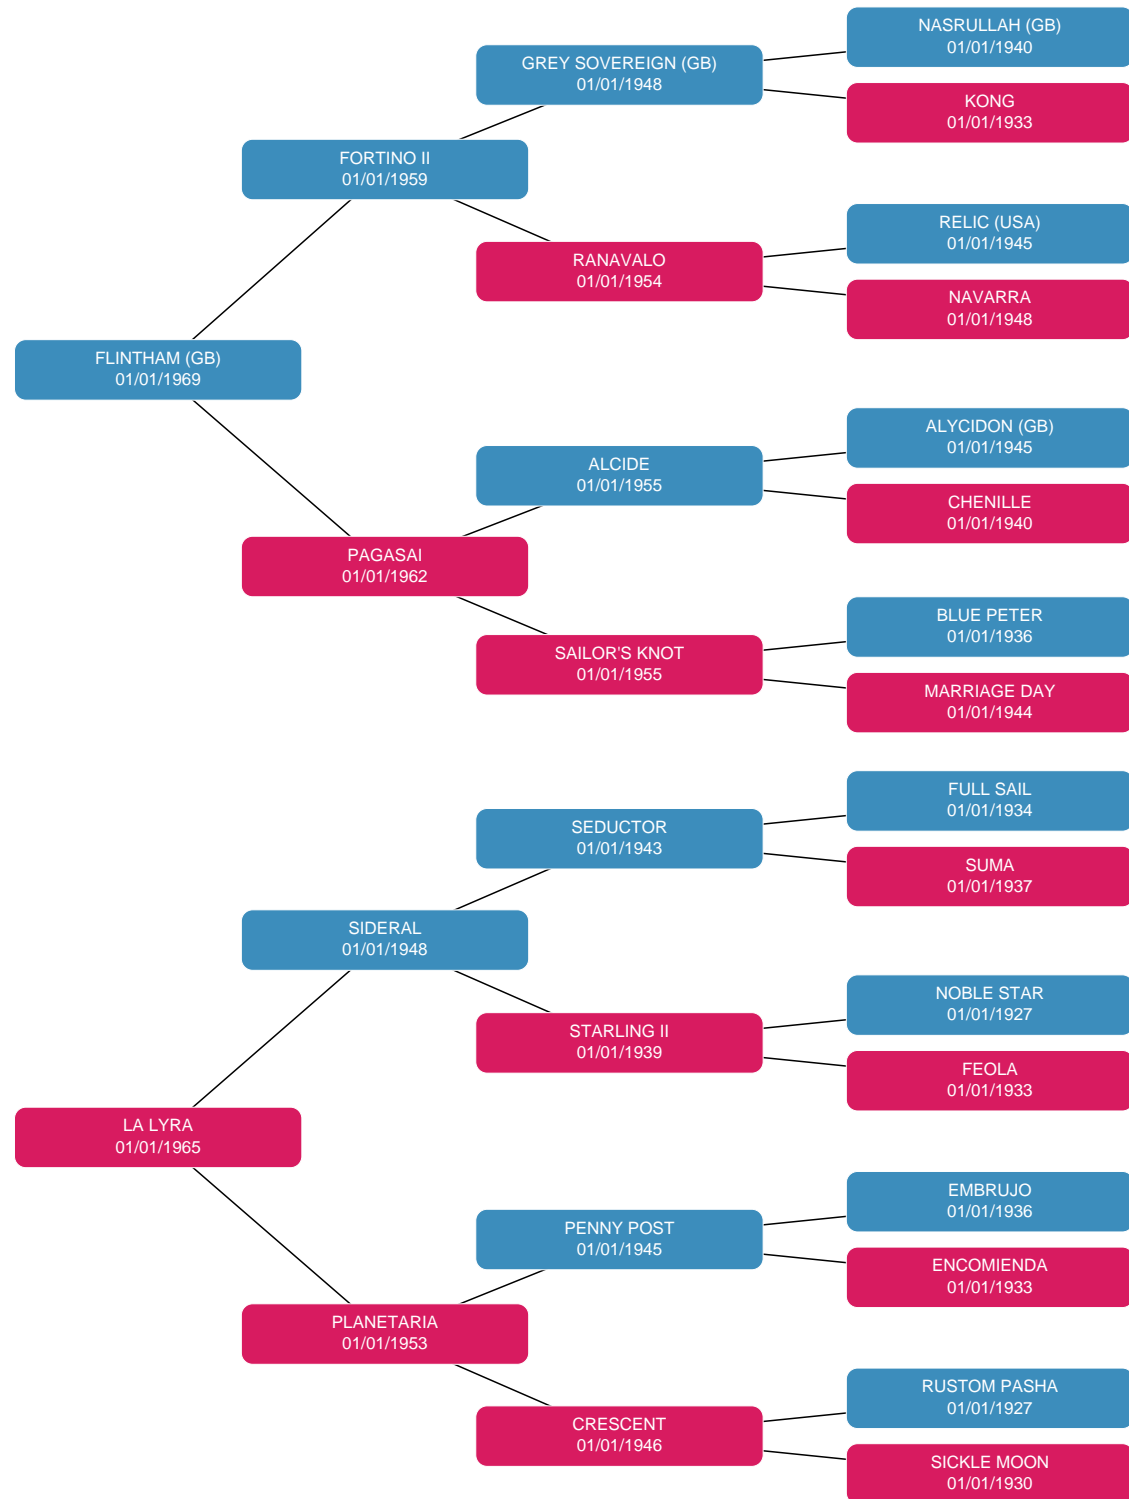 NASRULLAH (GB)
01/01/1940
GREY SOVEREIGN (GB)
01/01/1948
KONG
01/01/1933
FORTINO II
01/01/1959
RELIC (USA)
01/01/1945
RANAVALO
01/01/1954
NAVARRA
01/01/1948
FLINTHAM (GB)
01/01/1969
ALYCIDON (GB)
01/01/1945
ALCIDE
01/01/1955
CHENILLE
01/01/1940
PAGASAI
01/01/1962
BLUE PETER
01/01/1936
SAILOR'S KNOT
01/01/1955
MARRIAGE DAY
01/01/1944
FULL SAIL
01/01/1934
SEDUCTOR
01/01/1943
SUMA
01/01/1937
SIDERAL
01/01/1948
NOBLE STAR
01/01/1927
STARLING II
01/01/1939
FEOLA
01/01/1933
LA LYRA
01/01/1965
EMBRUJO
01/01/1936
PENNY POST
01/01/1945
ENCOMIENDA
01/01/1933
PLANETARIA
01/01/1953
RUSTOM PASHA
01/01/1927
CRESCENT
01/01/1946
SICKLE MOON
01/01/1930